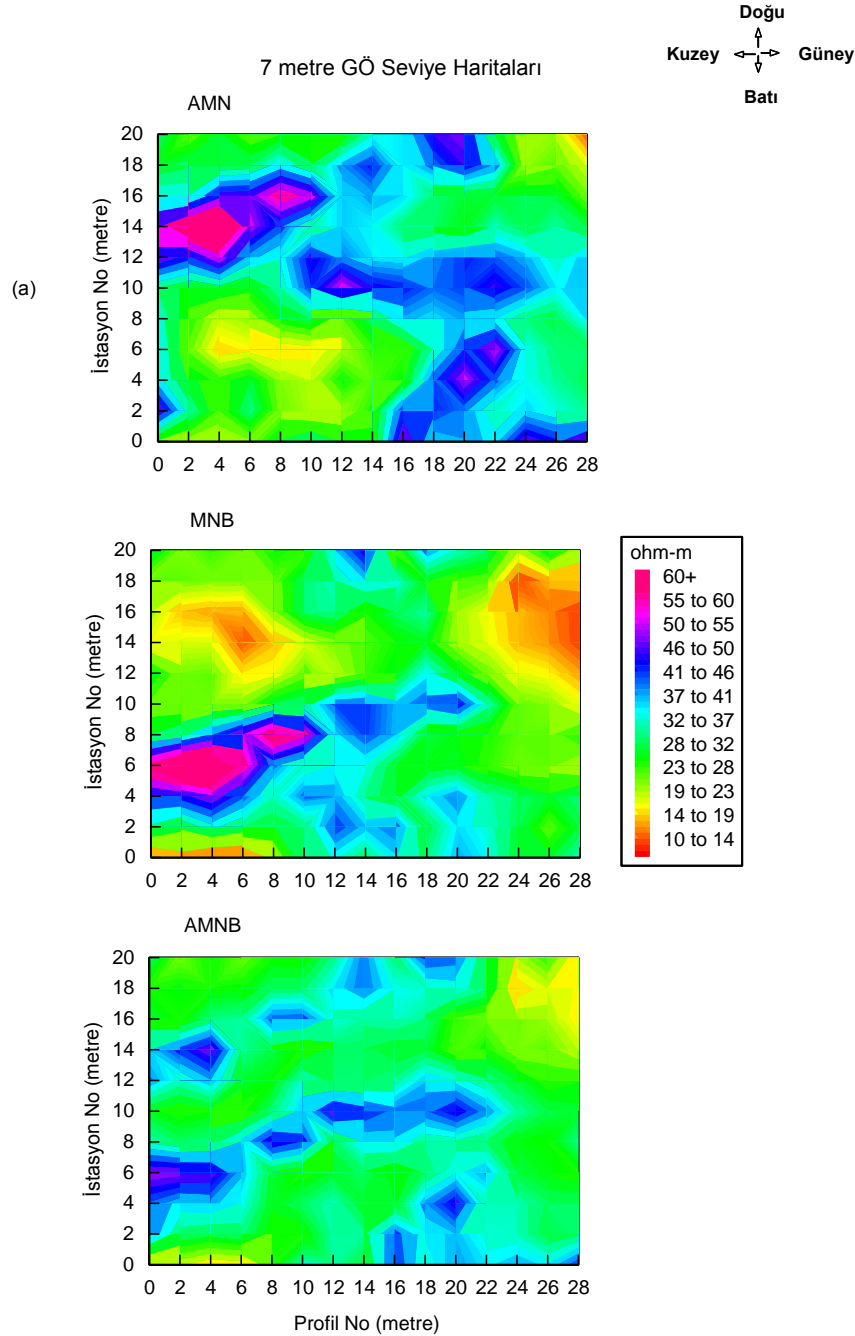 Doğu
Kuzey Güney
Batı
7 metre GÖ Seviye Haritaları
(a)
AMN
İstasyon No (metre)
20
18
16
14
12
10
8
6
4
2
0
0 2 4 6 8 10 12 14 16 18 20 22 24 26 28
MNB
İstasyon No (metre)
20
18
16
14
12
10
8
6
4
2
0
0 2 4 6 8 10 12 14 16 18 20 22 24 26 28
ohm-m
60+
55 to 60
50 to 55
46 to 50
41 to 46
37 to 41
32 to 37
28 to 32
23 to 28
19 to 23
14 to 19
10 to 14
AMNB
İstasyon No (metre)
20
18
16
14
12
10
8
6
4
2
0
0 2 4 6 8 10 12 14 16 18 20 22 24 26 28
Profil No (metre)